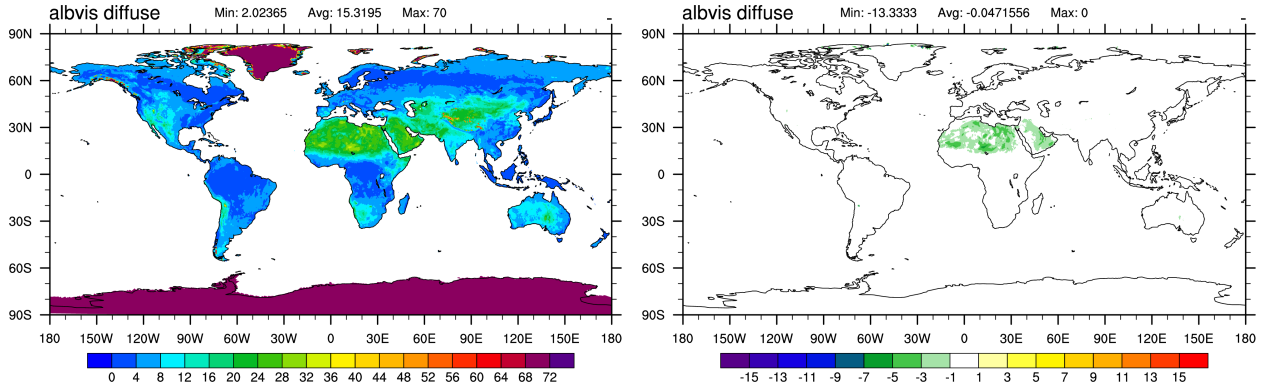 albvis diffuse Min: 2.02365 Avg: 15.3195 Max: 70
90N
60N
30N
0
30S
60S
90S
180 150W 120W 90W 60W 30W 0 30E 60E 90E 120E 150E 180
0 4 8 12 16 20 24 28 32 36 40 44 48 52 56 60 64 68 72
albvis diffuse Min: -13.3333 Avg: -0.0471556 Max: 0
90N
60N
30N
0
30S
60S
90S
180 150W 120W 90W 60W 30W 0 30E 60E 90E 120E 150E 180
-15 -13 -11 -9 -7 -5 -3 -1 1 3 5 7 9 11 13 15